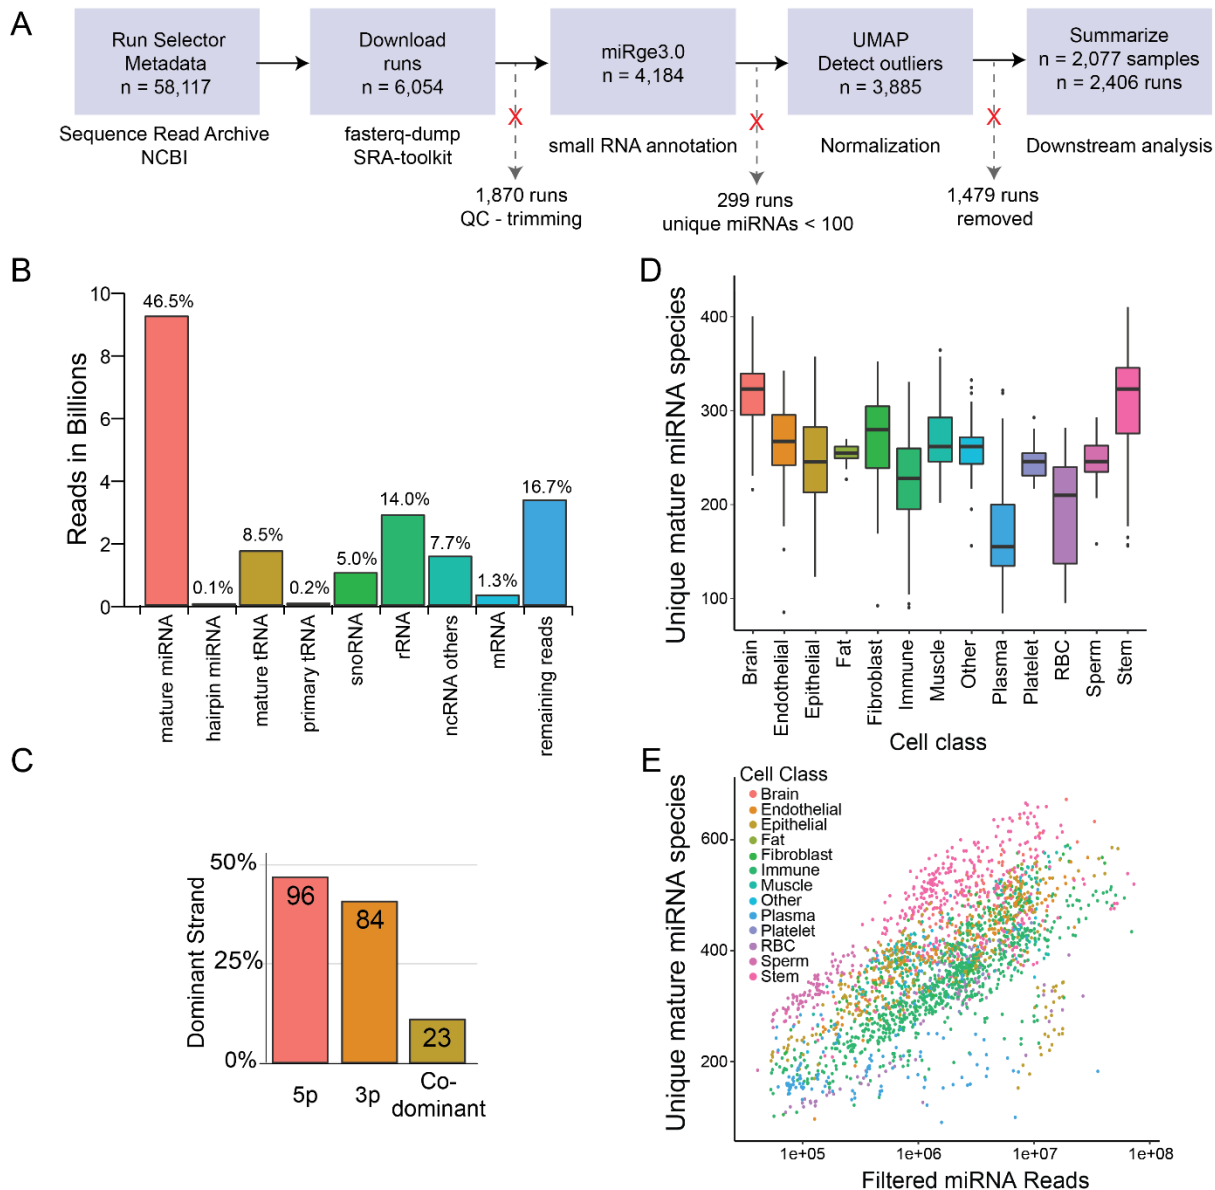 A
Run Selector
Metadata
n = 58,117
Download
runs
n = 6,054
miRge3.0
n = 4,184
UMAP
Detect outliers
n = 3,885
Summarize
n = 2,077 samples
n = 2,406 runs
Sequence Read Archive
NCBI
fasterq-dump
SRA-toolkit
small RNA annotation
Normalization
Downstream analysis
X
X
X
1,870 runs
QC - trimming
299 runs
unique miRNAs < 100
1,479 runs
removed
B
Reads in Billions
10
8
6
4
2
0
46.5%
0.1%
8.5%
0.2%
5.0%
14.0%
7.7%
1.3%
16.7%
mature miRNA
hairpin miRNA
mature tRNA
primary tRNA
snoRNA
rRNA
ncRNA others
mRNA
remaining reads
C
Dominant Strand
50%
25%
0%
96
84
23
5p
3p
Co-
dominant
D
Unique mature miRNA species
400
300
200
100
Brain
Endothelial
Epithelial
Fat
Fibroblast
Immune
Muscle
Other
Plasma
Platelet
RBC
Sperm
Stem
Cell class
E
Unique mature miRNA species
600
400
200
Cell Class
Brain
Endothelial
Epithelial
Fat
Fibroblast
Immune
Muscle
Other
Plasma
Platelet
RBC
Sperm
Stem
1e+05
1e+06
1e+07
1e+08
Filtered miRNA Reads